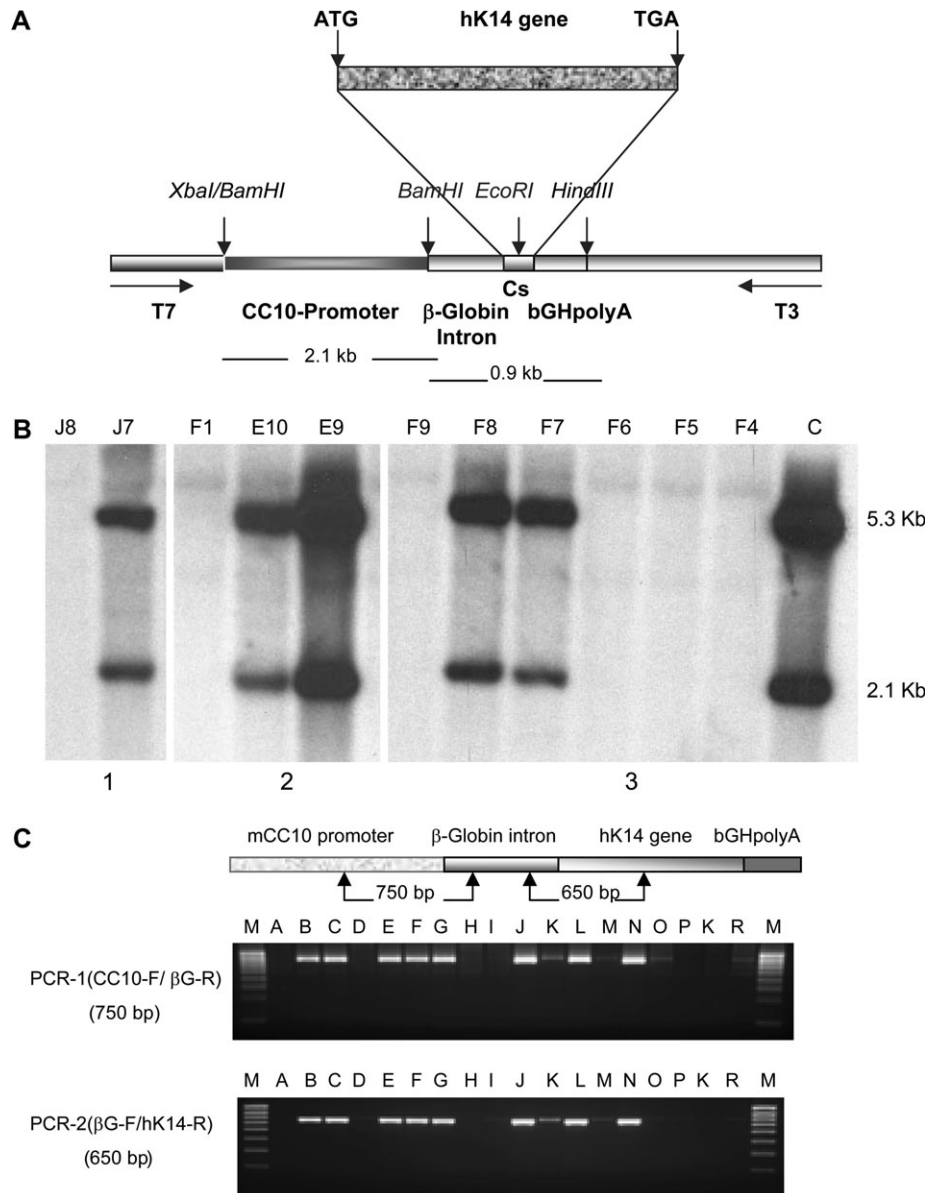 A
ATG hK14 gene TGA
XbaI/BamHI BamHI EcoRI HindIII
Cs
T7 CC10-Promoter β-Globin bGHpolyA T3
Intron
2.1 kb
0.9 kb
B
J8 J7 F1 E10 E9 F9 F8 F7 F6 F5 F4 C
5.3 Kb
2.1 Kb
1 2 3
C
mCC10 promoter β-Globin intron hK14 gene bGHpolyA
750 bp 650 bp
M A B C D E F G H I J K L M N O P K R M
PCR-1(CC10-F/ βG-R)
(750 bp)
M A B C D E F G H I J K L M N O P K R M
PCR-2(βG-F/hK14-R)
(650 bp)